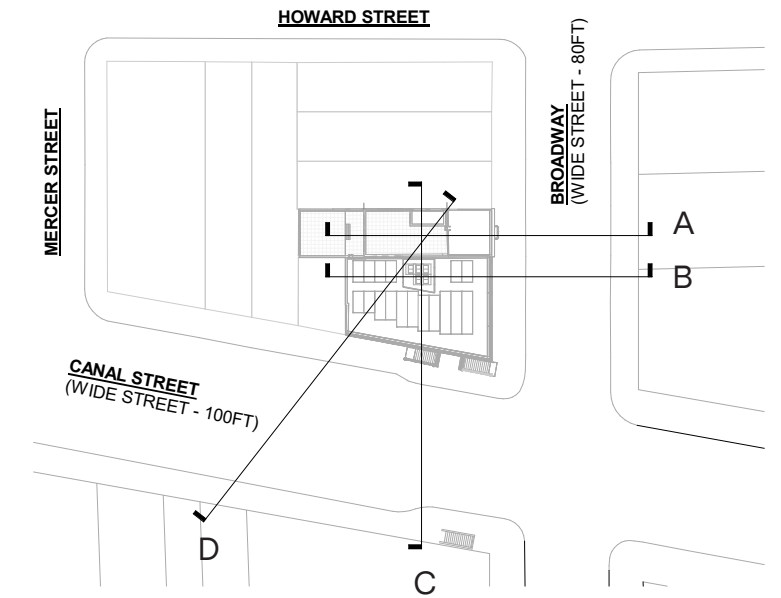 HOWARD STREET
MERCER STREET
BROADWAY
(WIDE STREET - 80FT)
A
B
CANAL STREET
(WIDE STREET - 100FT)
D
C